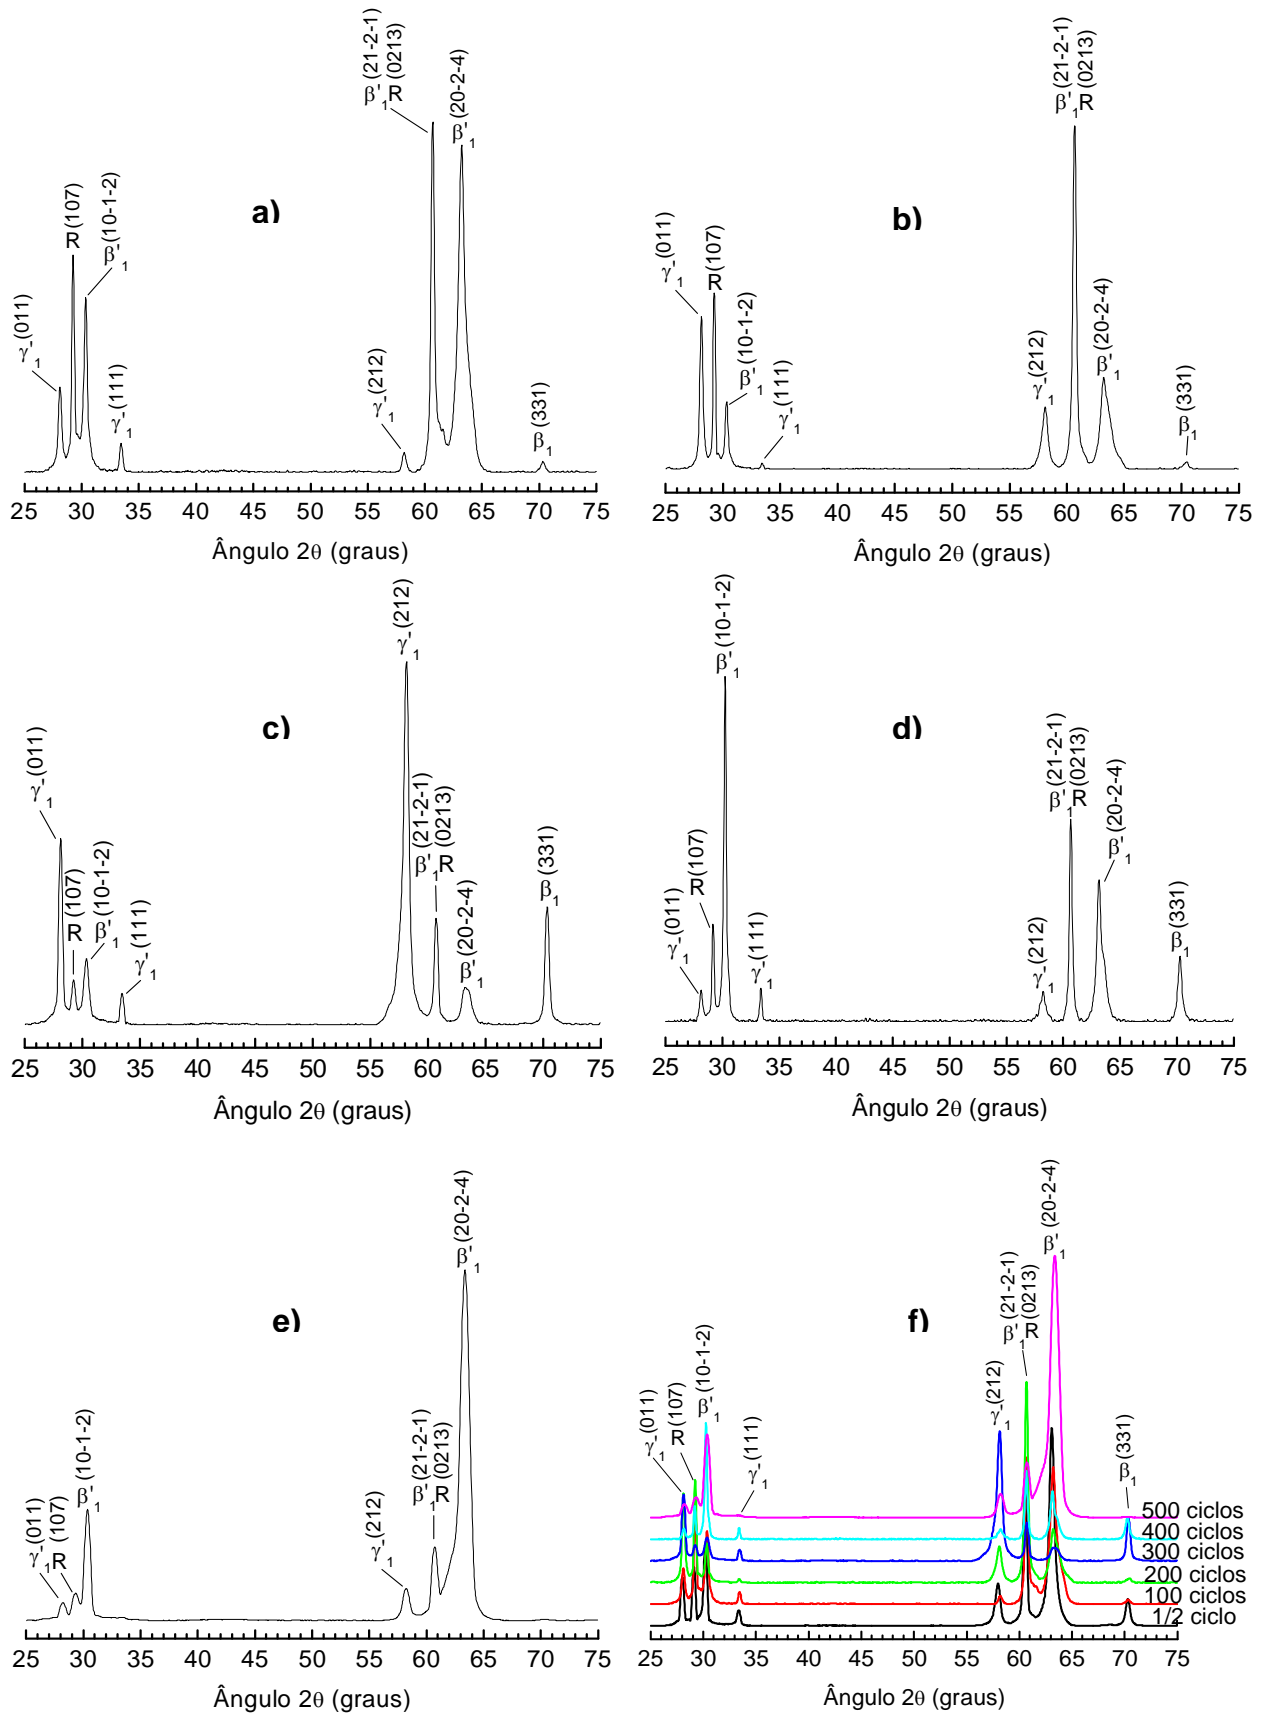 a)
γ'1(011)
R(107)
β'1(10-1-2)
γ'1(111)
γ'1(212)
β'1(21-2-1)
R(0213)
β'1(20-2-4)
β1(331)
25 30 35 40 45 50 55 60 65 70 75
Ângulo 2θ (graus)
b)
γ'1(011)
R(107)
β'1(10-1-2)
γ'1(111)
γ'1(212)
β'1(21-2-1)
R(0213)
β'1(20-2-4)
β1(331)
25 30 35 40 45 50 55 60 65 70 75
Ângulo 2θ (graus)
c)
γ'1(011)
R(107)
β'1(10-1-2)
γ'1(111)
γ'1(212)
β'1(21-2-1)
R(0213)
β'1(20-2-4)
β1(331)
25 30 35 40 45 50 55 60 65 70 75
Ângulo 2θ (graus)
d)
γ'1(011)
R(107)
β'1(10-1-2)
γ'1(111)
γ'1(212)
β'1(21-2-1)
R(0213)
β'1(20-2-4)
β1(331)
25 30 35 40 45 50 55 60 65 70 75
Ângulo 2θ (graus)
e)
γ'1(011)
R(107)
β'1(10-1-2)
γ'1(212)
β'1(21-2-1)
R(0213)
β'1(20-2-4)
25 30 35 40 45 50 55 60 65 70 75
Ângulo 2θ (graus)
f)
γ'1(011)
R(107)
β'1(10-1-2)
γ'1(111)
γ'1(212)
β'1(21-2-1)
R(0213)
β'1(20-2-4)
β1(331)
500 ciclos
400 ciclos
300 ciclos
200 ciclos
100 ciclos
1/2 ciclo
25 30 35 40 45 50 55 60 65 70 75
Ângulo 2θ (graus)